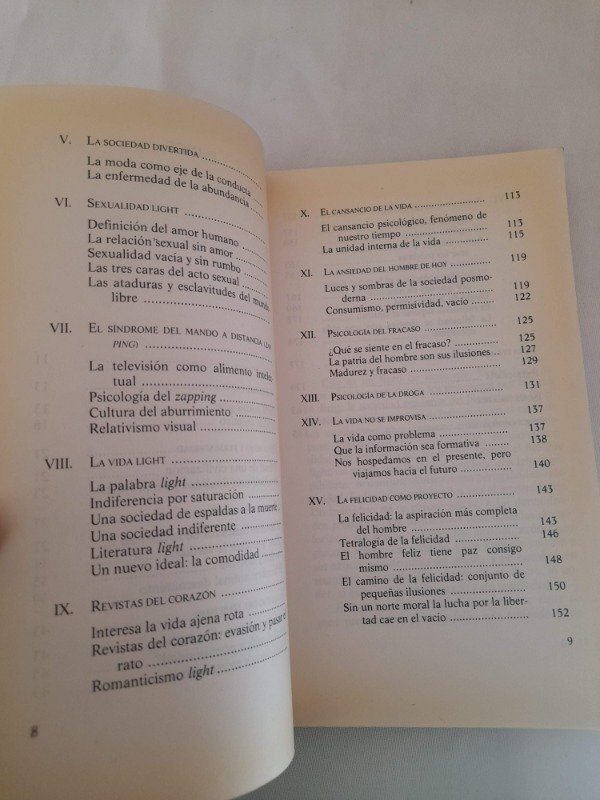 V. LA SOCIEDAD DIVERTIDA ..............
La moda como eje de la conducta
La enfermedad de la abundancia
VI. SEXUALIDAD LIGHT ..............
Definición del amor humano
La relación sexual sin amor
Sexualidad vacía y sin rumbo
Las tres caras del acto sexual
Las ataduras y esclavitudes del mundo
libre ..............
VII. EL SÍNDROME DEL MANDO A DISTANCIA
PING) ..............
La televisión como alimento
tual ..............
Psicología del zapping ..............
Cultura del aburrimiento ..............
Relativismo visual ..............
VIII. LA VIDA LIGHT ..............
La palabra light ..............
Indiferencia por saturación ..............
Una sociedad de espaldas a la muerte
Una sociedad indiferente ..............
Literatura light ..............
Un nuevo ideal: la comodidad ..............
IX. REVISTAS DEL CORAZÓN ..............
Interesa la vida ajena rota ..............
Revistas del corazón: evasión y pasar
rato ..............
Romanticismo light ..............
8
X. EL CANSANCIO DE LA VIDA .............. 113
El cansancio psicológico, fenómeno de
nuestro tiempo .............. 113
La unidad interna de la vida .............. 115
XI. LA ANSIEDAD DEL HOMBRE DE HOY .............. 119
Luces y sombras de la sociedad posmo-
derna .............. 119
Consumismo, permisividad, vacío .............. 122
XII. PSICOLOGÍA DEL FRACASO .............. 125
¿Qué se siente en el fracaso? .............. 125
La patria del hombre son sus ilusiones ... 127
Madurez y fracaso .............. 129
XIII. PSICOLOGÍA DE LA DROGA .............. 131
XIV. LA VIDA NO SE IMPROVISA .............. 137
La vida como problema .............. 137
Que la información sea formativa .............. 138
Nos hospedamos en el presente, pero
viajamos hacia el futuro .............. 140
XV. LA FELICIDAD COMO PROYECTO .............. 143
La felicidad: la aspiración más completa
del hombre .............. 143
Tetralogía de la felicidad .............. 146
El hombre feliz tiene paz consigo
mismo .............. 148
El camino de la felicidad: conjunto de
pequeñas ilusiones .............. 150
Sin un norte moral la lucha por la liber-
tad cae en el vacío .............. 152
9